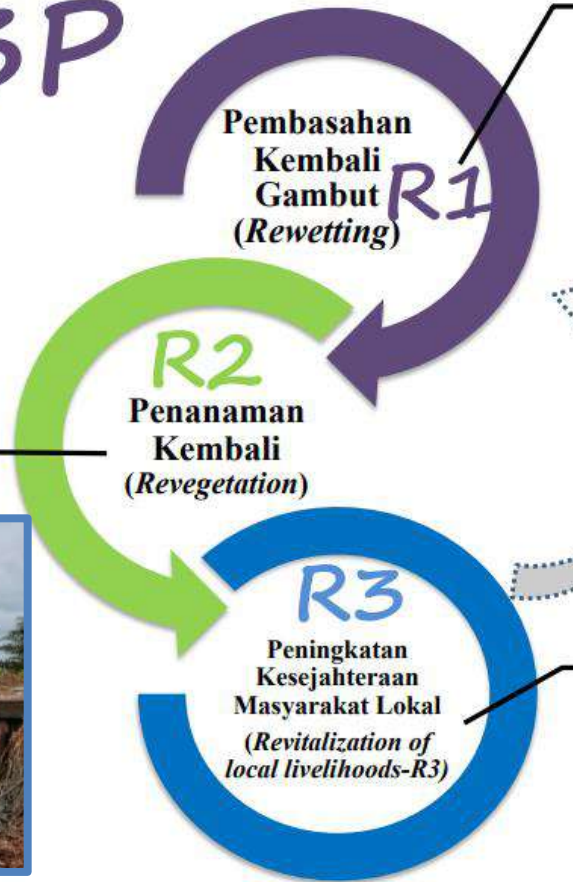 3P
Pembasahan
Kembali
Gambut R1
(Rewetting)
R2
Penanaman
Kembali
(Revegetation)
R3
Peningkatan
Kesejahteraan
Masyarakat Lokal
(Revitalization of
local livelihoods-R3)